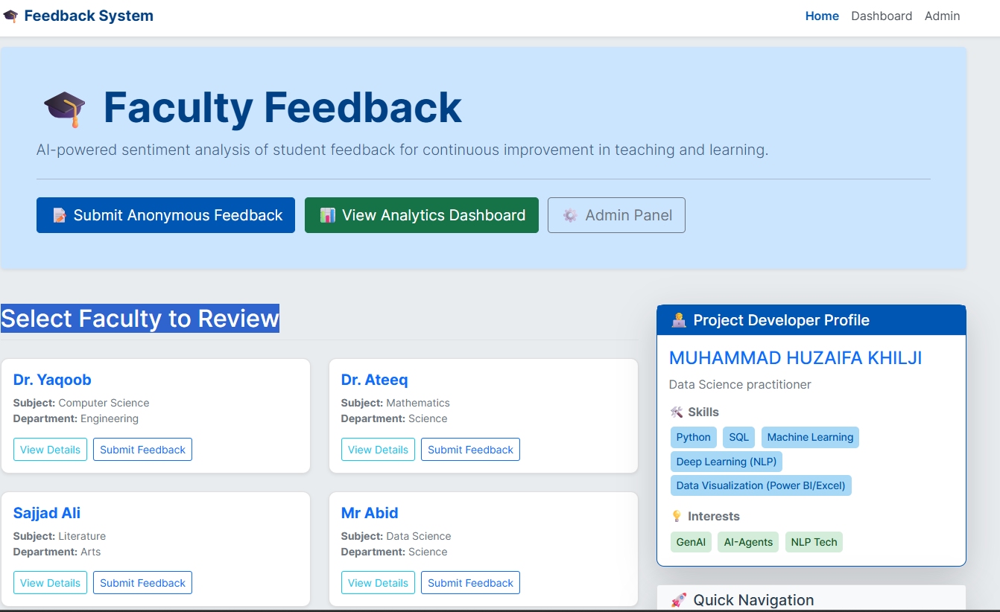 Feedback System
Home Dashboard Admin
Faculty Feedback
AI-powered sentiment analysis of student feedback for continuous improvement in teaching and learning.
Submit Anonymous Feedback View Analytics Dashboard Admin Panel
Select Faculty to Review
Dr. Yaqoob
Subject: Computer Science
Department: Engineering
View Details Submit Feedback
Dr. Ateeq
Subject: Mathematics
Department: Science
View Details Submit Feedback
Sajjad Ali
Subject: Literature
Department: Arts
View Details Submit Feedback
Mr Abid
Subject: Data Science
Department: Science
View Details Submit Feedback
Project Developer Profile
MUHAMMAD HUZAIFA KHILJI
Data Science practitioner
Skills
Python SQL Machine Learning
Deep Learning (NLP)
Data Visualization (Power BI/Excel)
Interests
GenAI AI-Agents NLP Tech
Quick Navigation